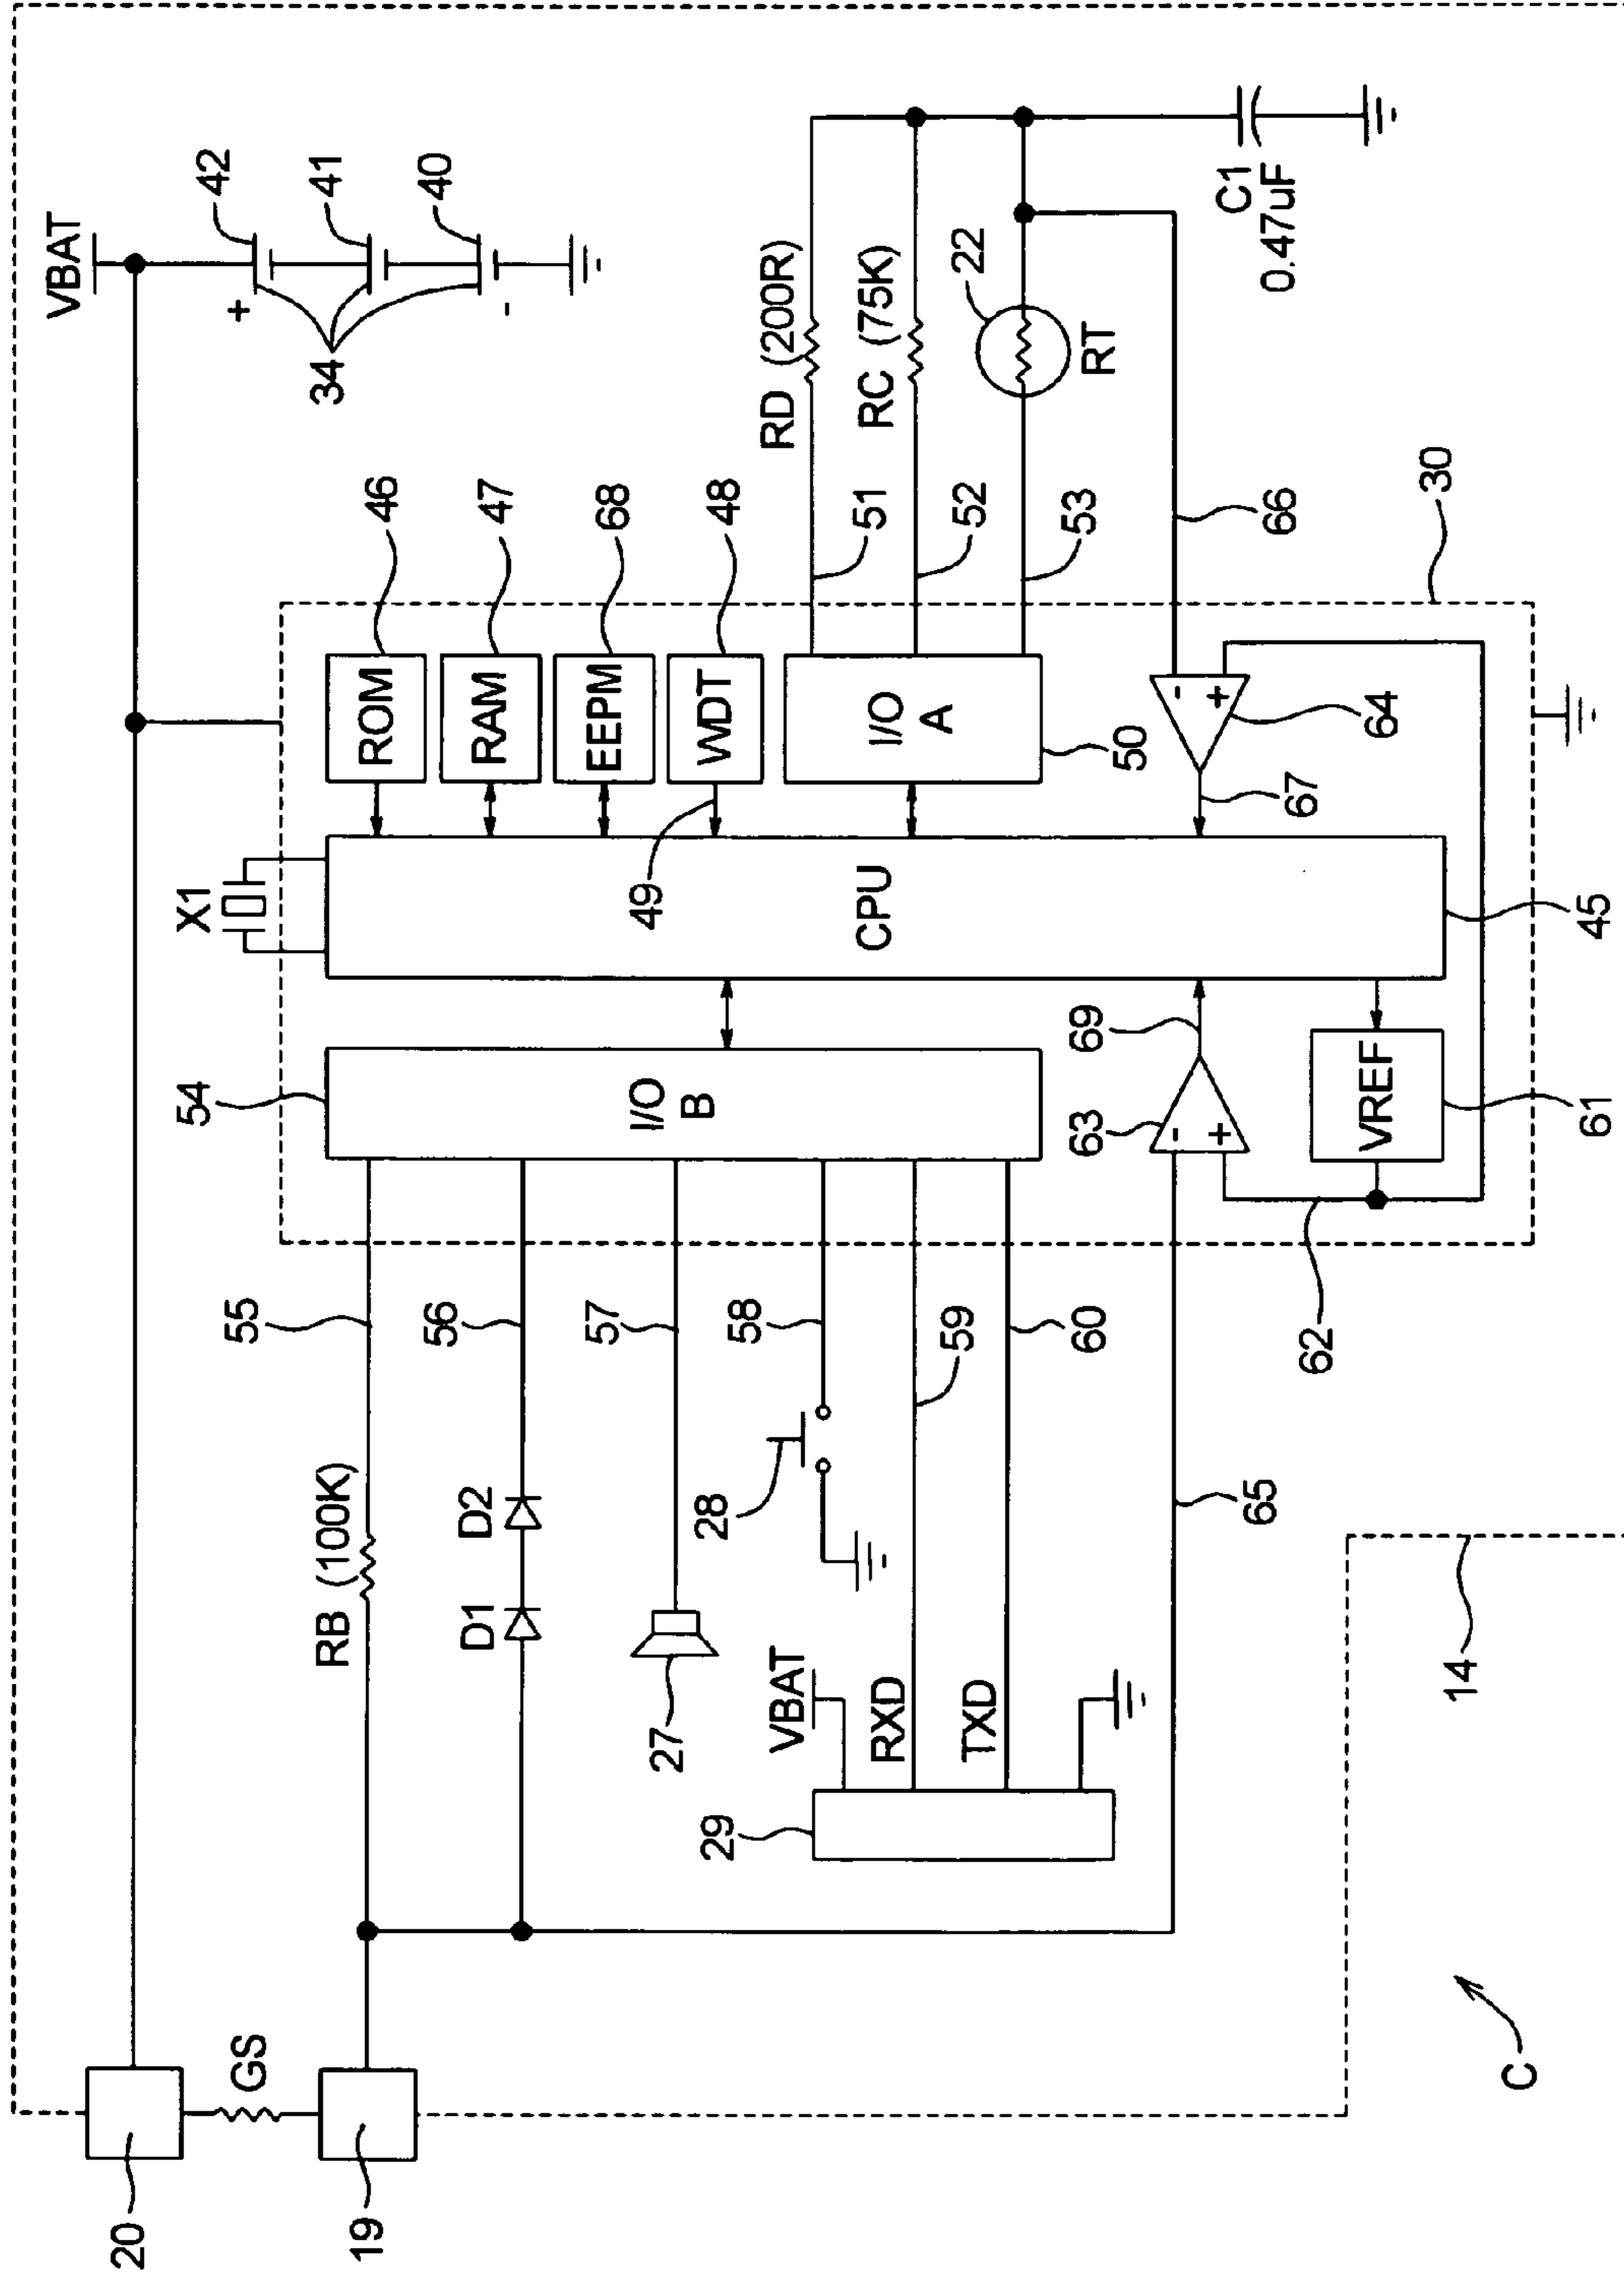 VBAT
42
+
41
34
40
-
X1
ROM
46
RAM
47
EEPM
68
WDT
48
49
RD (200R)
51
RC (75K)
52
22
RT
53
I/O
A
50
C1
0.47uF
66
30
CPU
45
-
+
64
67
54
I/O
B
69
63
-
+
VREF
61
62
55
RB (100K)
56
D1
D2
57
27
58
28
VBAT
RXD
59
TXD
60
29
65
20
GS
19
14
C